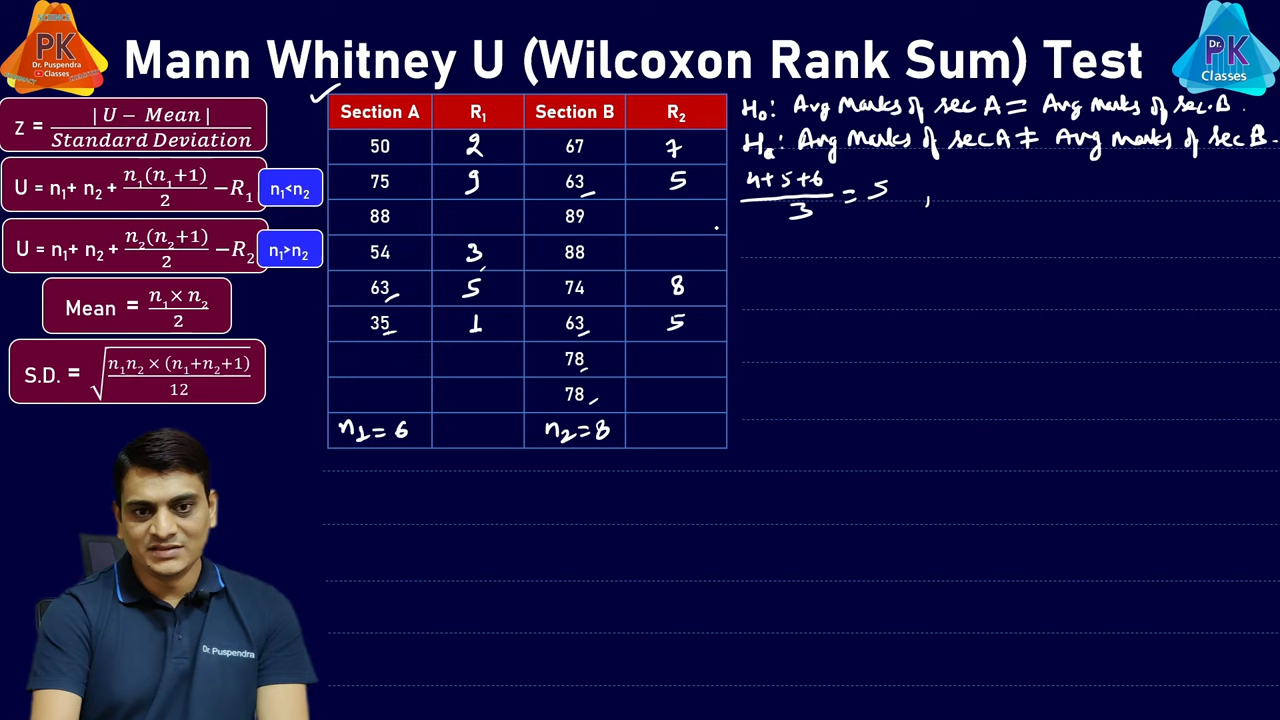 SCIENCE
PK
Dr. Puspendra
Classes
Dr.
PK
Classes
Mann Whitney U (Wilcoxon Rank Sum) Test
z = | U − Mean | / Standard Deviation
U = n₁+ n₂ + n₁(n₁+1)/2 −R₁ n₁<n₂
U = n₁+ n₂ + n₂(n₂+1)/2 −R₂ n₁>n₂
Mean = n₁× n₂/2
S.D. = √(n₁n₂ × (n₁+n₂+1)/12)
✓
Section A R₁ Section B R₂
50 2 67 7
75 9 63 5
88 89
54 3 88
63 5 74 8
35 1 63 5
78
78
n₁ = 6 n₂ = 8
H₀: Avg Marks of sec A = Avg marks of sec. B.
Hₐ: Avg marks of sec A ≠ Avg marks of sec B.
4+5+6/3 = 5 ,
Dr. Puspendra